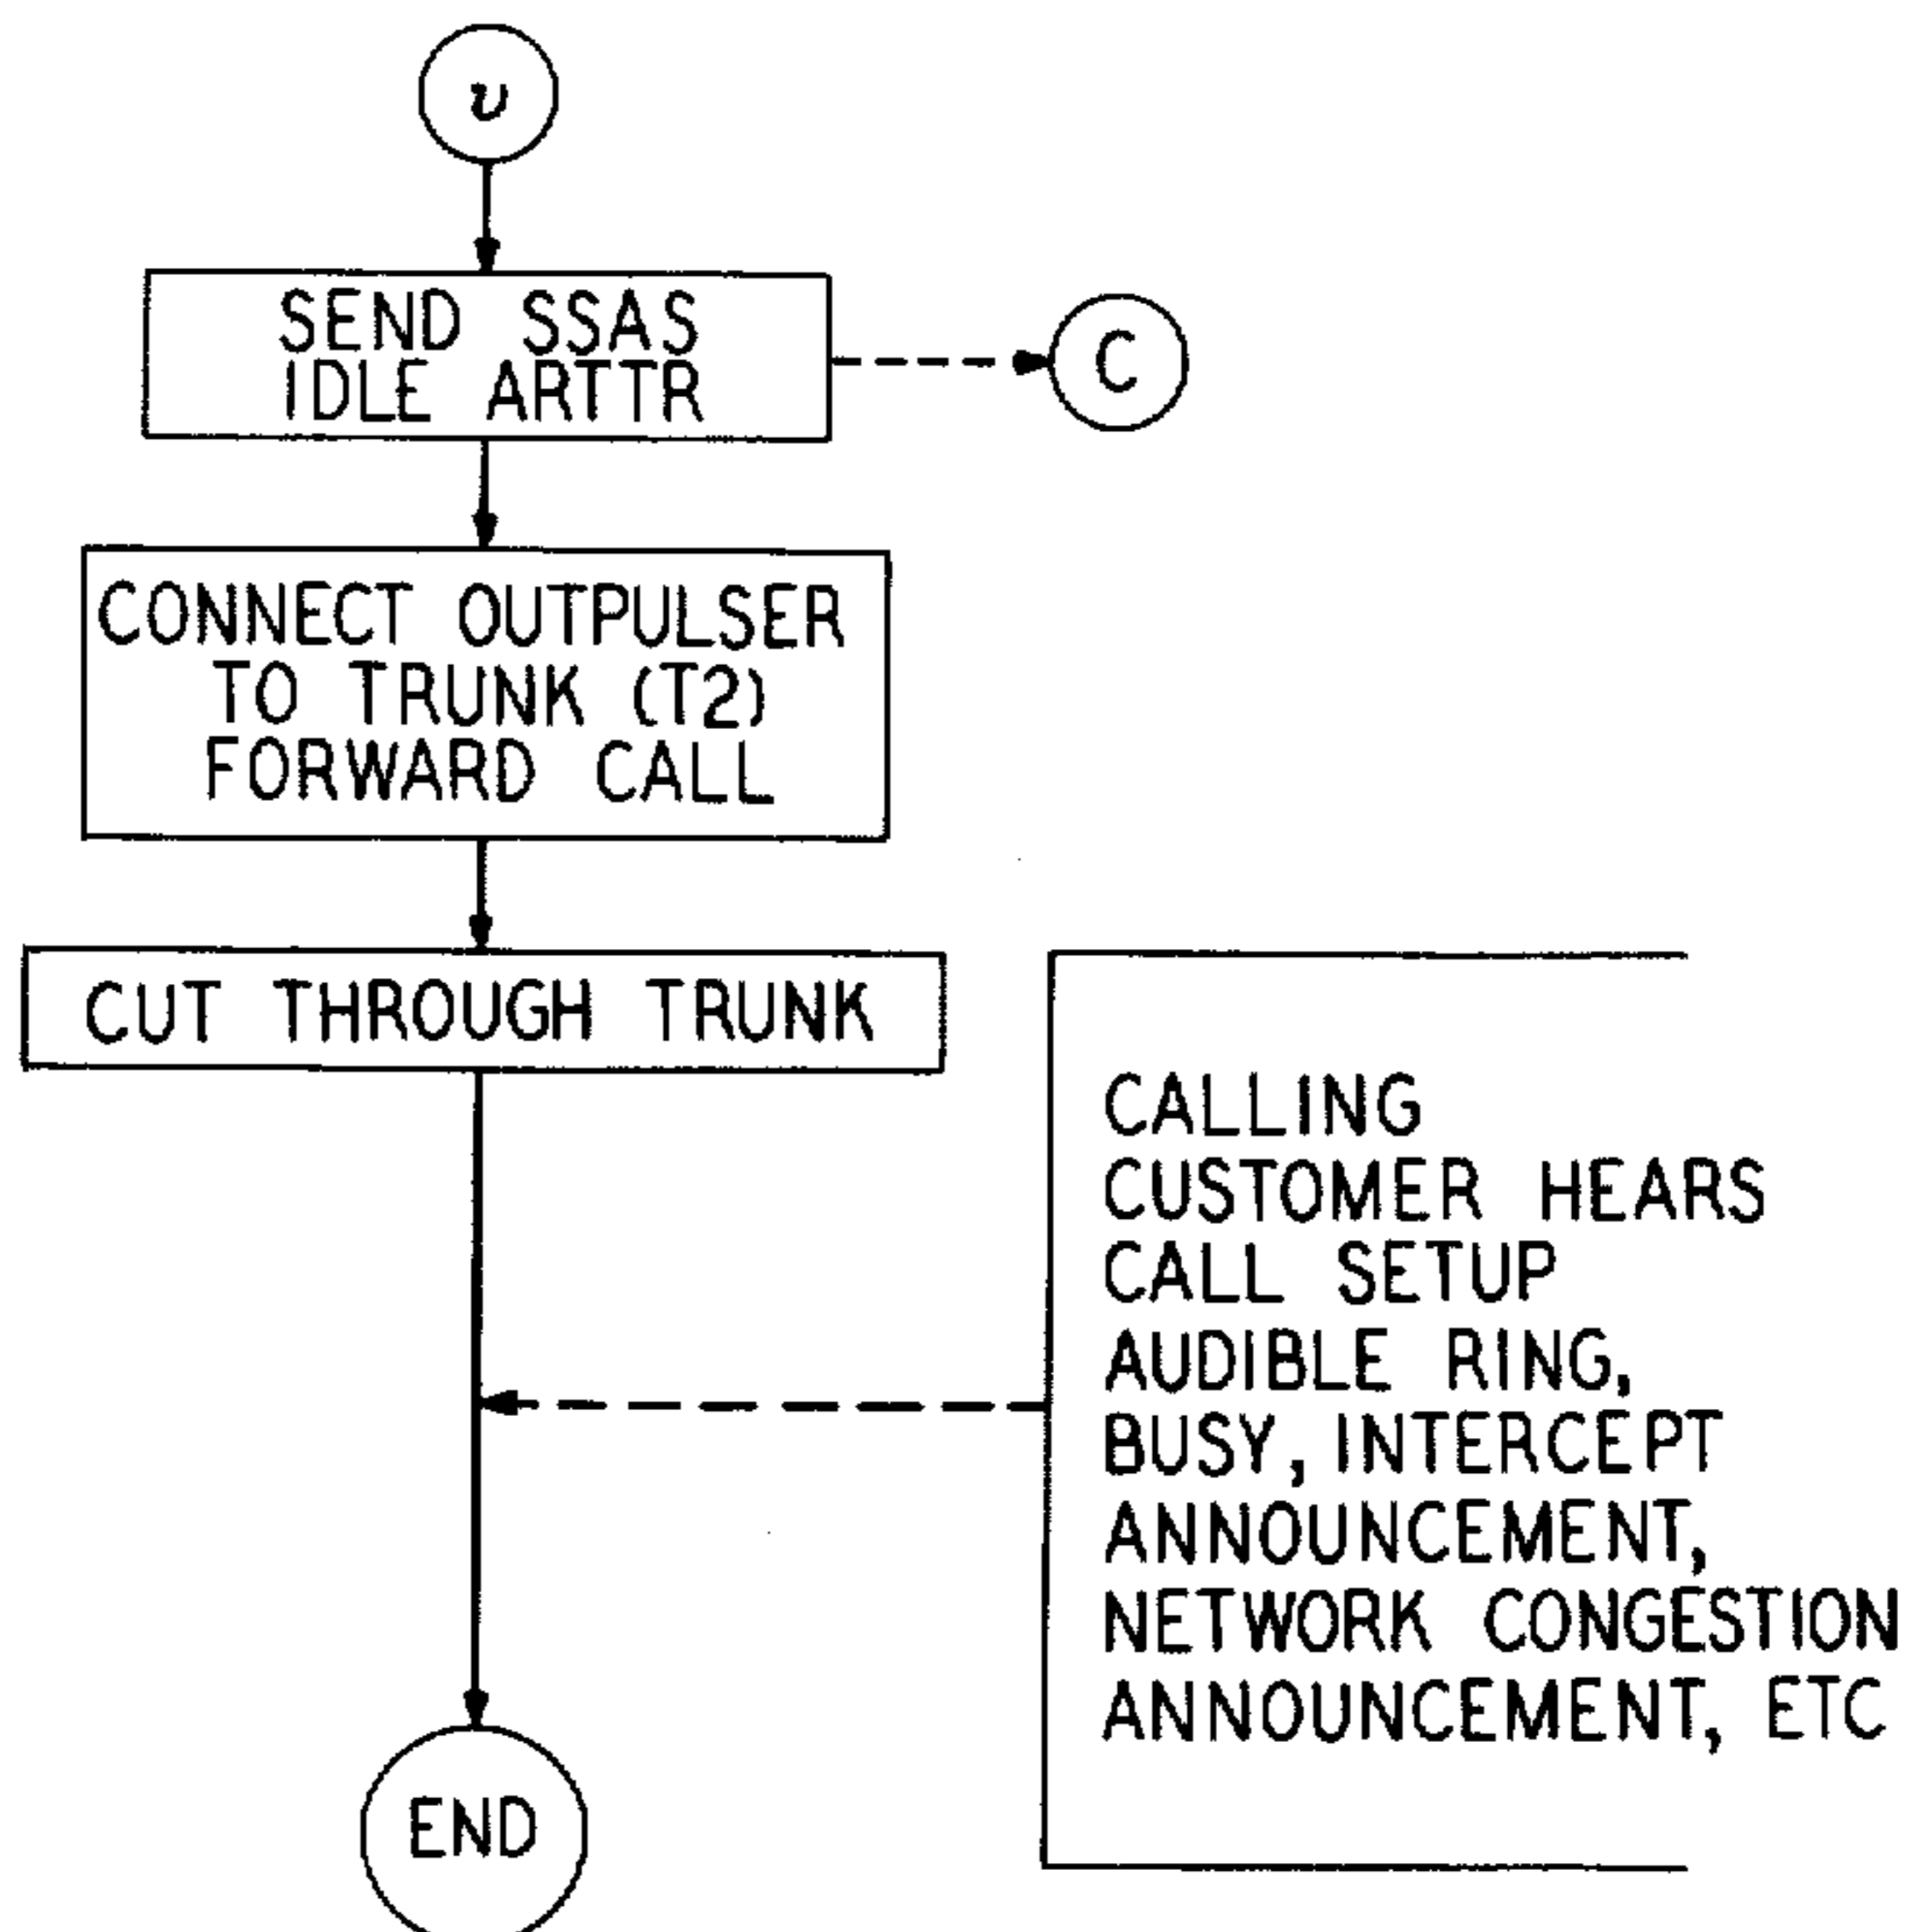 v
SEND SSAS
IDLE ARTTR
C
CONNECT OUTPULSER
TO TRUNK (T2)
FORWARD CALL
CUT THROUGH TRUNK
CALLING
CUSTOMER HEARS
CALL SETUP
AUDIBLE RING,
BUSY, INTERCEPT
ANNOUNCEMENT,
NETWORK CONGESTION
ANNOUNCEMENT, ETC
END